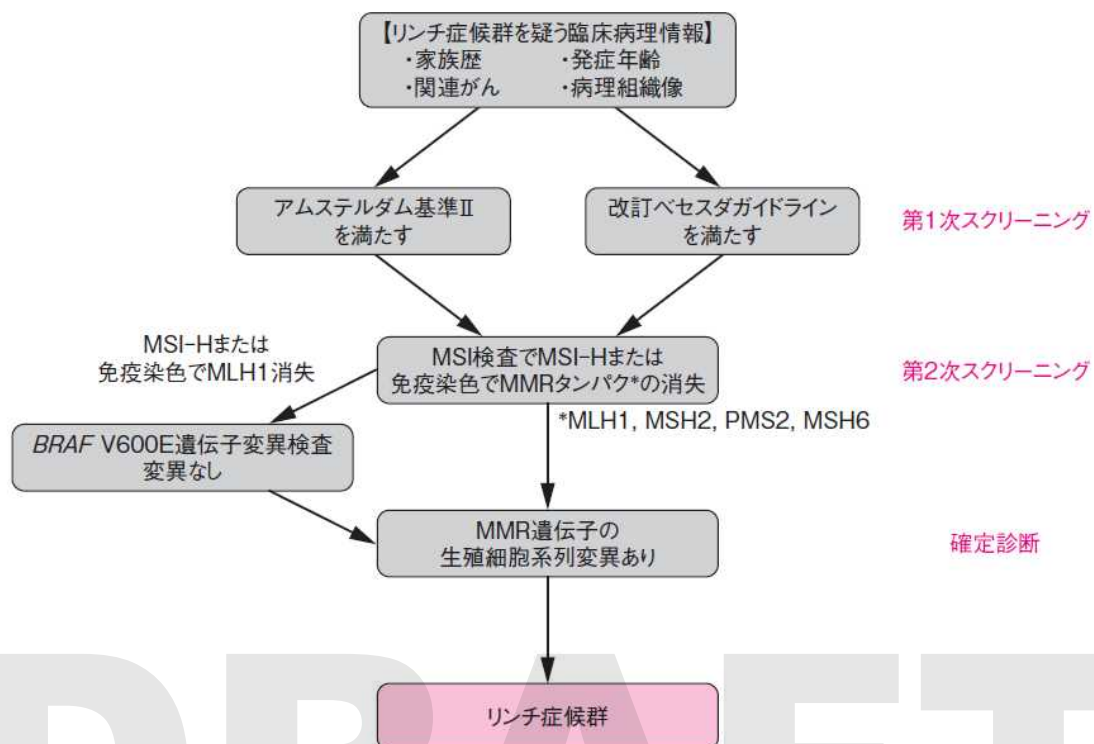 【リンチ症候群を疑う臨床病理情報】
・家族歴 ・発症年齢
・関連がん ・病理組織像
アムステルダム基準Ⅱ
を満たす
改訂ベセスダガイドライン
を満たす
第1次スクリーニング
MSI-Hまたは
免疫染色でMLH1消失
MSI検査でMSI-Hまたは
免疫染色でMMRタンパク*の消失
第2次スクリーニング
*MLH1, MSH2, PMS2, MSH6
BRAF V600E遺伝子変異検査
変異なし
MMR遺伝子の
生殖細胞系列変異あり
確定診断
リンチ症候群
DRAFT